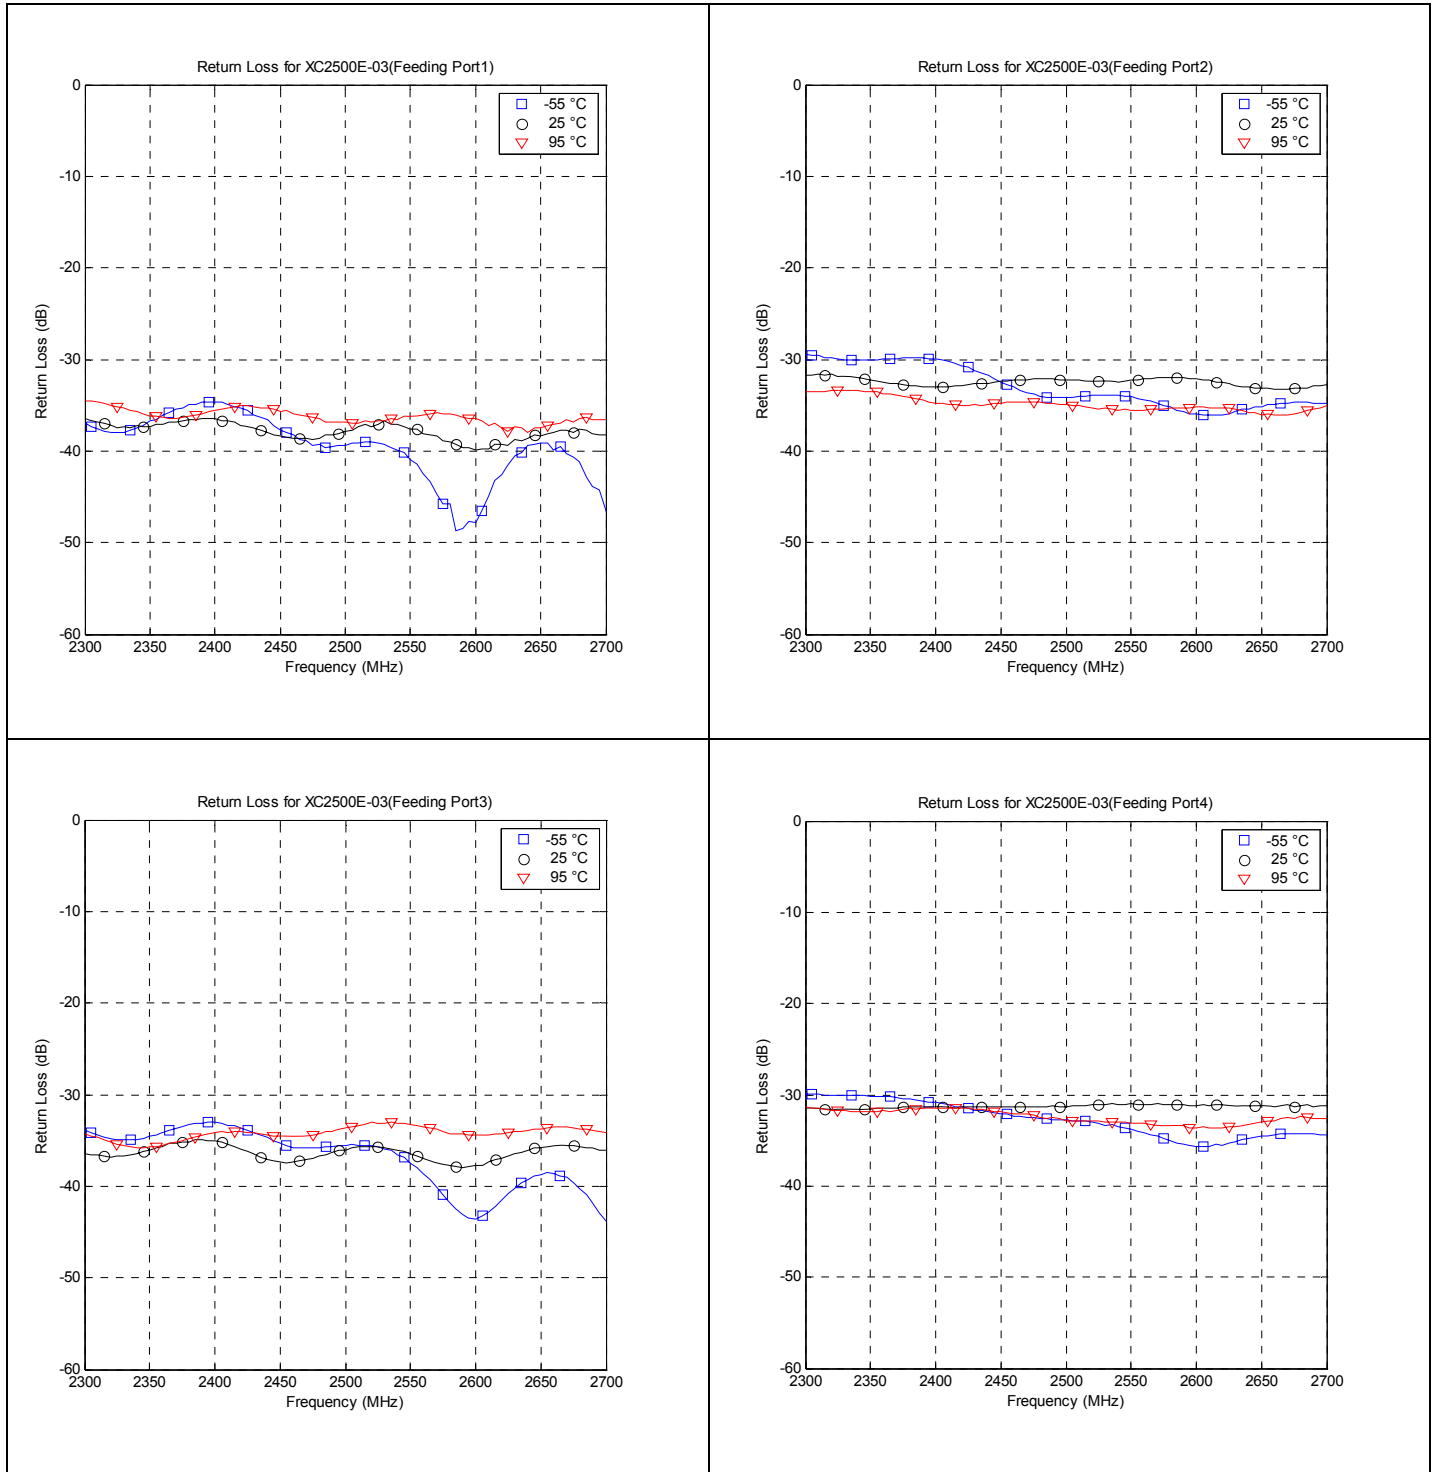 Return Loss for XC2500E-03(Feeding Port1)
0
-10
-20
-30
-40
-50
-60
Return Loss (dB)
-55 °C
25 °C
95 °C
2300 2350 2400 2450 2500 2550 2600 2650 2700
Frequency (MHz)
Return Loss for XC2500E-03(Feeding Port2)
0
-10
-20
-30
-40
-50
-60
Return Loss (dB)
-55 °C
25 °C
95 °C
2300 2350 2400 2450 2500 2550 2600 2650 2700
Frequency (MHz)
Return Loss for XC2500E-03(Feeding Port3)
0
-10
-20
-30
-40
-50
-60
Return Loss (dB)
-55 °C
25 °C
95 °C
2300 2350 2400 2450 2500 2550 2600 2650 2700
Frequency (MHz)
Return Loss for XC2500E-03(Feeding Port4)
0
-10
-20
-30
-40
-50
-60
Return Loss (dB)
-55 °C
25 °C
95 °C
2300 2350 2400 2450 2500 2550 2600 2650 2700
Frequency (MHz)